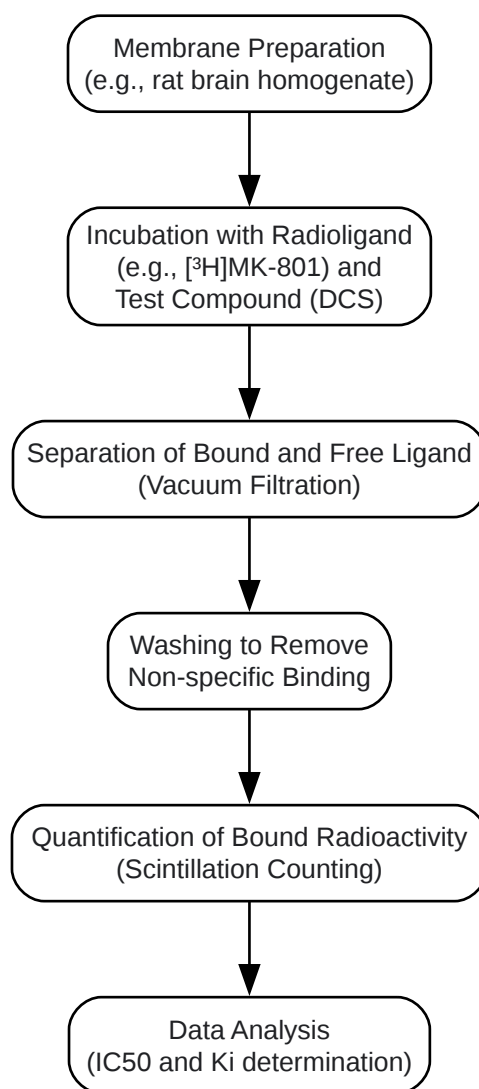 Membrane Preparation
(e.g., rat brain homogenate)
Incubation with Radioligand
(e.g., [³H]MK-801) and
Test Compound (DCS)
Separation of Bound and Free Ligand
(Vacuum Filtration)
Washing to Remove
Non-specific Binding
Quantification of Bound Radioactivity
(Scintillation Counting)
Data Analysis
(IC50 and Ki determination)